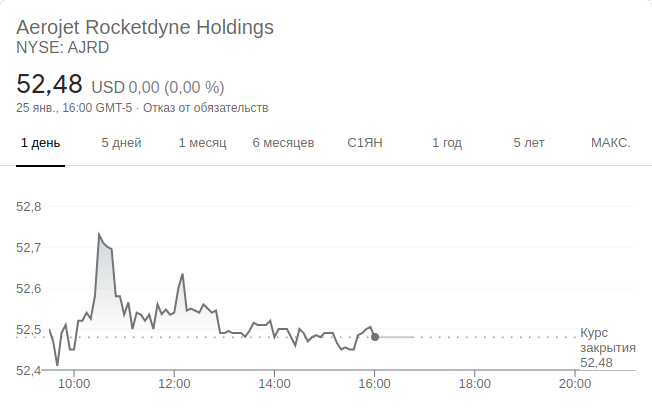 Aerojet Rocketdyne Holdings
NYSE: AJRD
52,48 USD 0,00 (0,00 %)
25 янв., 16:00 GMT-5 · Отказ от обязательств
1 день 5 дней 1 месяц 6 месяцев С1ЯН 1 год 5 лет МАКС.
52,8
52,7
52,6
52,5
52,4
Курс
закрытия
52,48
10:00 12:00 14:00 16:00 18:00 20:00